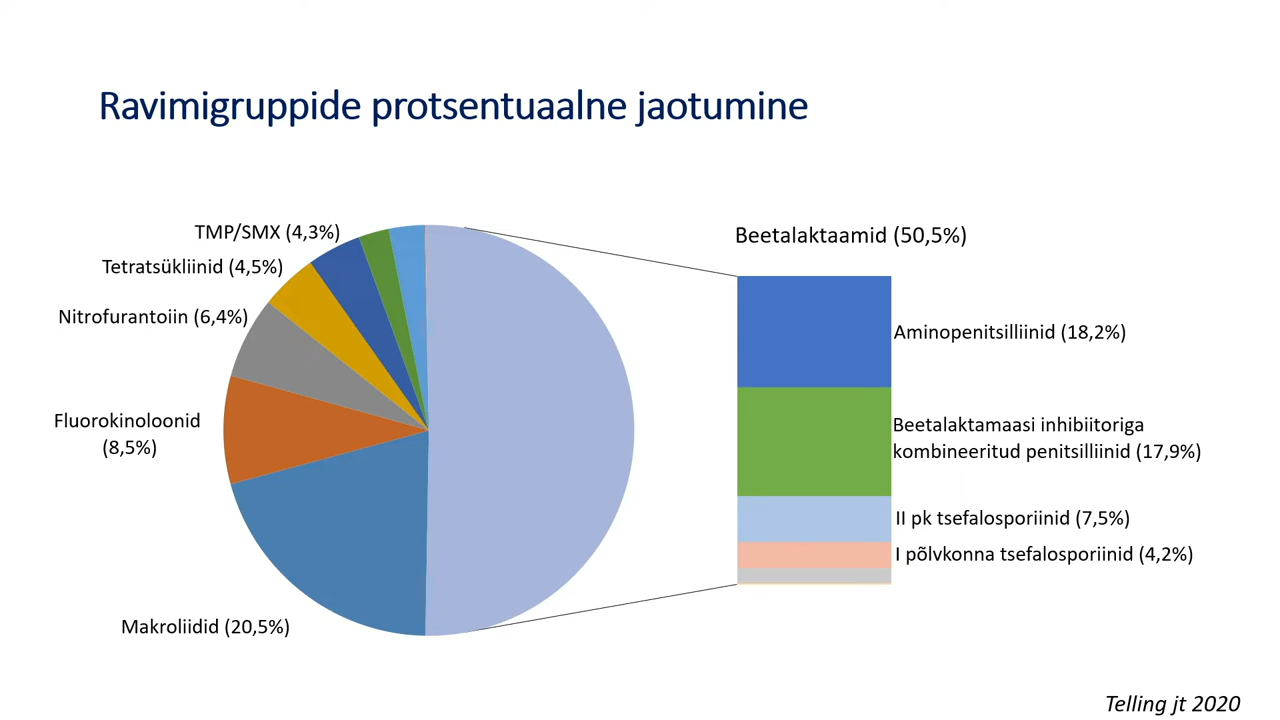 Ravimigruppide protsentuaalne jaotumine
TMP/SMX (4,3%)
Tetratsükliinid (4,5%)
Nitrofurantoiin (6,4%)
Fluorokinoloonid
(8,5%)
Makroliidid (20,5%)
Beetalaktaamid (50,5%)
Aminopenitsilliinid (18,2%)
Beetalaktamaasi inhibiitoriga
kombineeritud penitsilliinid (17,9%)
II pk tsefalosporiinid (7,5%)
I põlvkonna tsefalosporiinid (4,2%)
Telling jt 2020